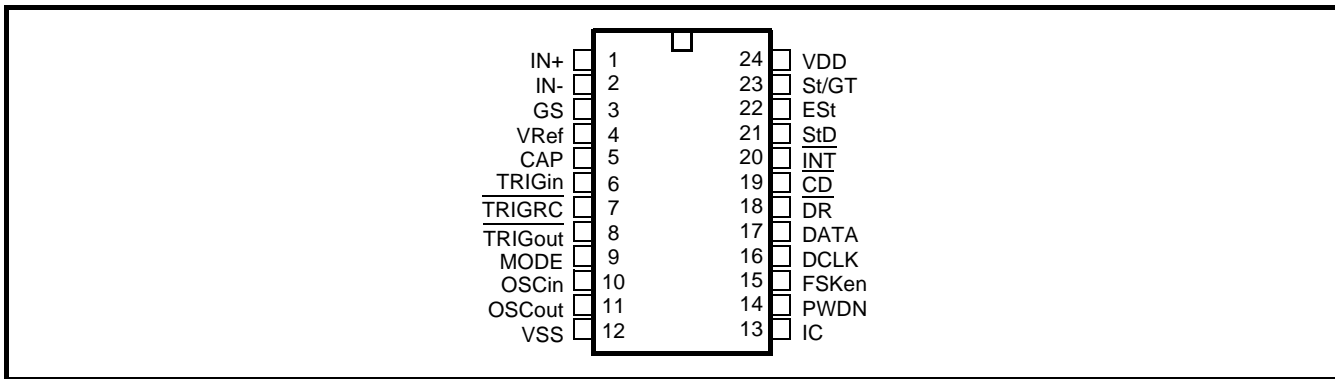 IN+ 1 24 VDD
IN- 2 23 St/GT
GS 3 22 ESt
VRef 4 21 StD
CAP 5 20 INT
TRIGin 6 19 CD
TRIGRC 7 18 DR
TRIGout 8 17 DATA
MODE 9 16 DCLK
OSCin 10 15 FSKen
OSCout 11 14 PWDN
VSS 12 13 IC